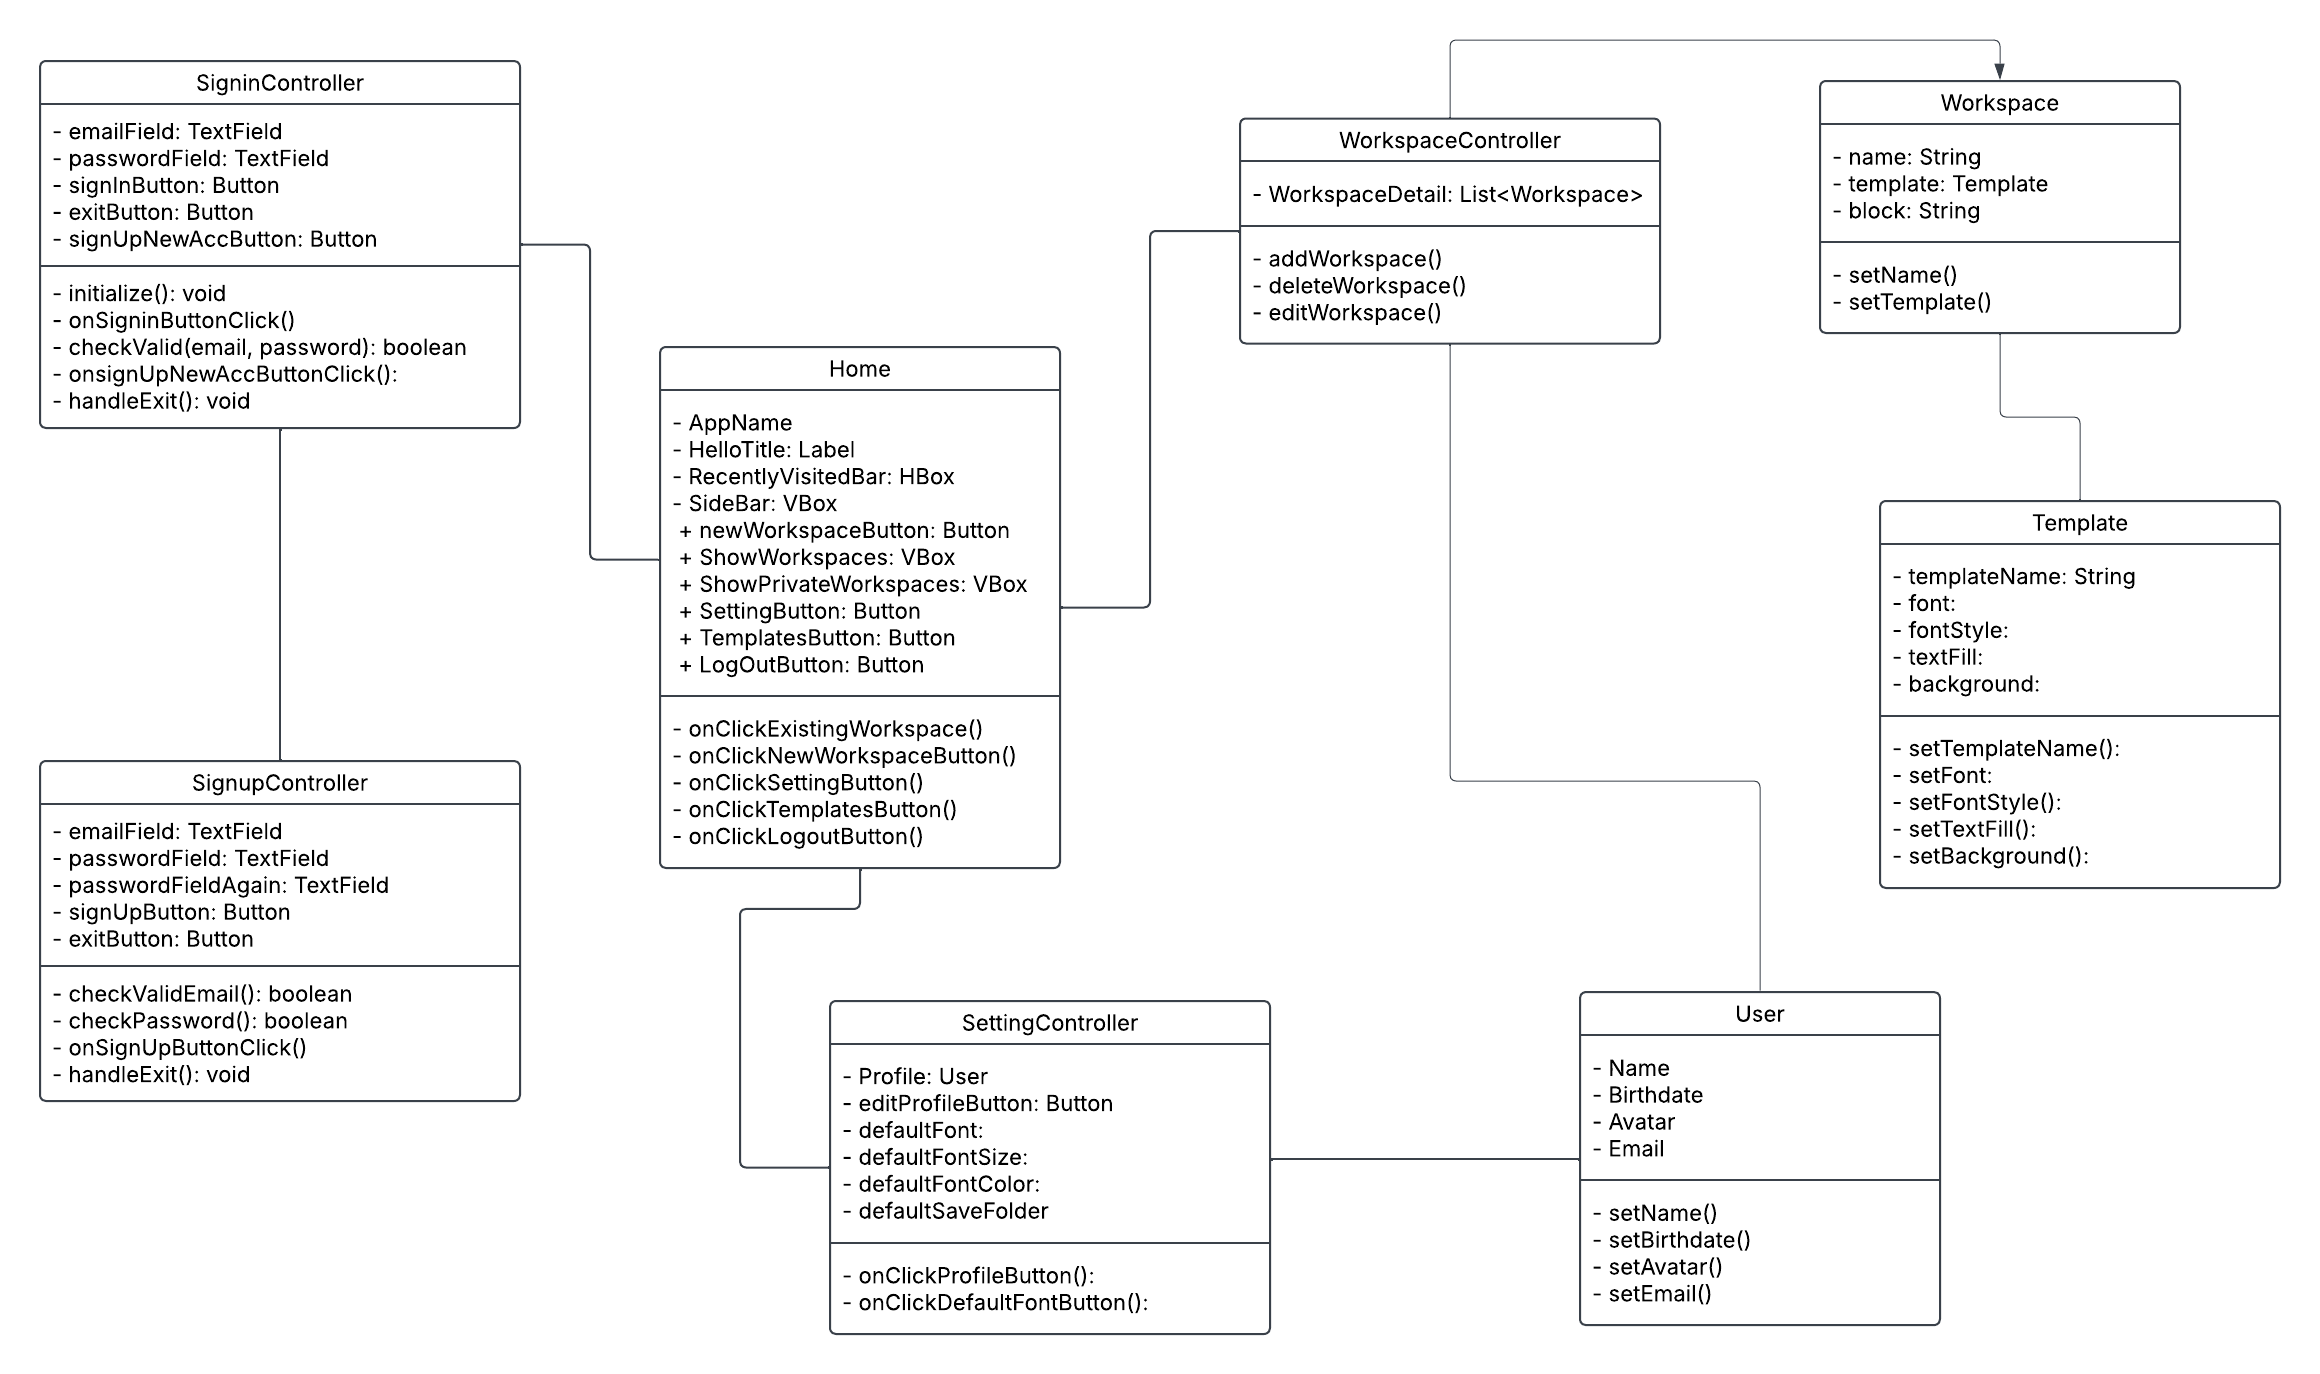 SigninController
- emailField: TextField
- passwordField: TextField
- signInButton: Button
- exitButton: Button
- signUpNewAccButton: Button
- initialize(): void
- onSigninButtonClick()
- checkValid(email, password): boolean
- onsignUpNewAccButtonClick():
- handleExit(): void
SignupController
- emailField: TextField
- passwordField: TextField
- passwordFieldAgain: TextField
- signUpButton: Button
- exitButton: Button
- checkValidEmail(): boolean
- checkPassword(): boolean
- onSignUpButtonClick()
- handleExit(): void
Home
- AppName
- HelloTitle: Label
- RecentlyVisitedBar: HBox
- SideBar: VBox
+ newWorkspaceButton: Button
+ ShowWorkspaces: VBox
+ ShowPrivateWorkspaces: VBox
+ SettingButton: Button
+ TemplatesButton: Button
+ LogOutButton: Button
- onClickExistingWorkspace()
- onClickNewWorkspaceButton()
- onClickSettingButton()
- onClickTemplatesButton()
- onClickLogoutButton()
WorkspaceController
- WorkspaceDetail: List<Workspace>
- addWorkspace()
- deleteWorkspace()
- editWorkspace()
Workspace
- name: String
- template: Template
- block: String
- setName()
- setTemplate()
Template
- templateName: String
- font:
- fontStyle:
- textFill:
- background:
- setTemplateName():
- setFont:
- setFontStyle():
- setTextFill():
- setBackground():
SettingController
- Profile: User
- editProfileButton: Button
- defaultFont:
- defaultFontSize:
- defaultFontColor:
- defaultSaveFolder
- onClickProfileButton():
- onClickDefaultFontButton():
User
- Name
- Birthdate
- Avatar
- Email
- setName()
- setBirthdate()
- setAvatar()
- setEmail()